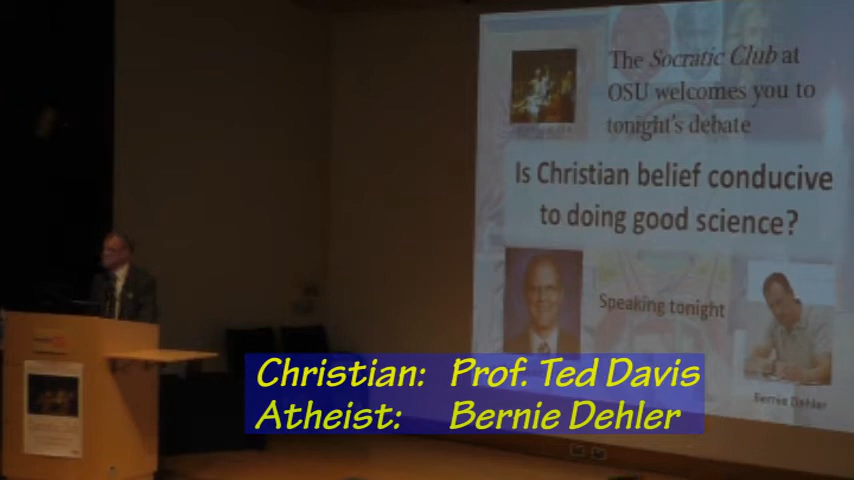 The Socratic Club at
OSU welcomes you to
tonight's debate
Is Christian belief conducive
to doing good science?
Speaking tonight
Bernie Dehler
Christian: Prof. Ted Davis
Atheist: Bernie Dehler